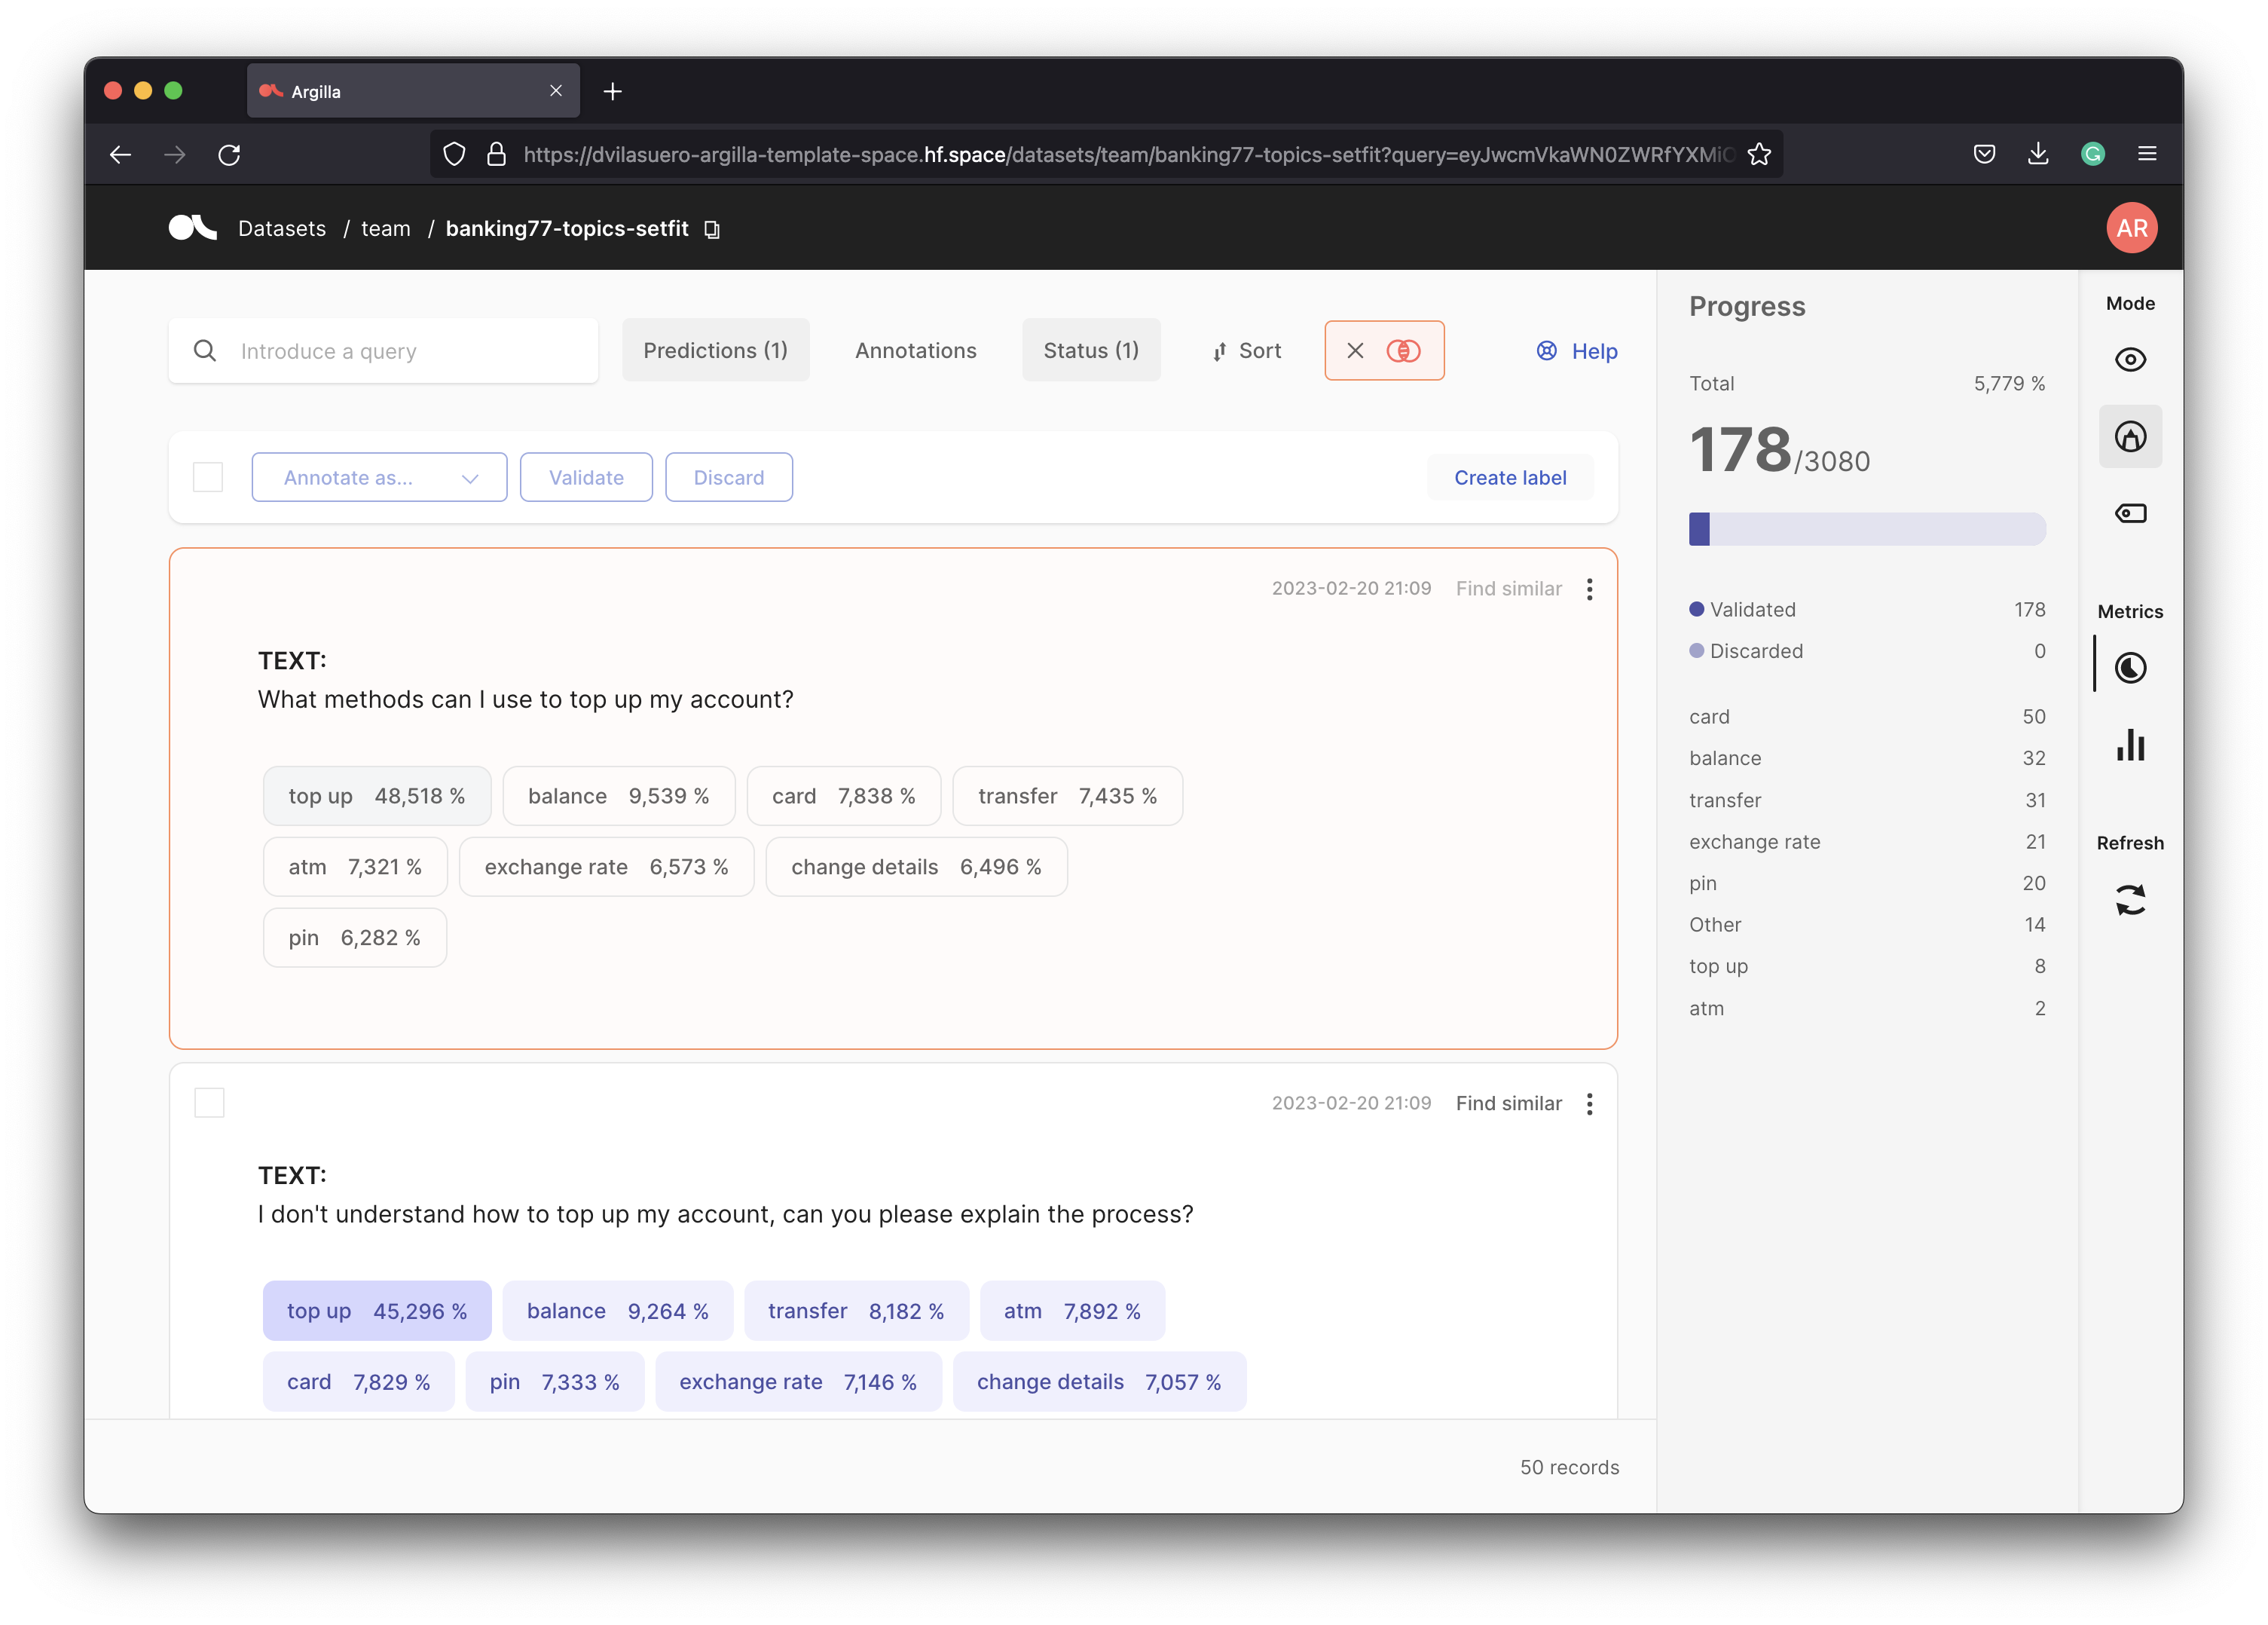 Argilla
https://dvilasuero-argilla-template-space.hf.space/datasets/team/banking77-topics-setfit?query=eyJwcmVkaWN0ZWRfYXMiO
Datasets / team / banking77-topics-setfit
AR
Introduce a query
Predictions (1)
Annotations
Status (1)
Sort
Help
Annotate as...
Validate
Discard
Create label
2023-02-20 21:09 Find similar
TEXT:
What methods can I use to top up my account?
top up 48,518 % balance 9,539 % card 7,838 % transfer 7,435 %
atm 7,321 % exchange rate 6,573 % change details 6,496 %
pin 6,282 %
2023-02-20 21:09 Find similar
TEXT:
I don't understand how to top up my account, can you please explain the process?
top up 45,296 % balance 9,264 % transfer 8,182 % atm 7,892 %
card 7,829 % pin 7,333 % exchange rate 7,146 % change details 7,057 %
50 records
Progress
Total 5,779 %
178/3080
Validated 178
Discarded 0
card 50
balance 32
transfer 31
exchange rate 21
pin 20
Other 14
top up 8
atm 2
Mode
Metrics
Refresh